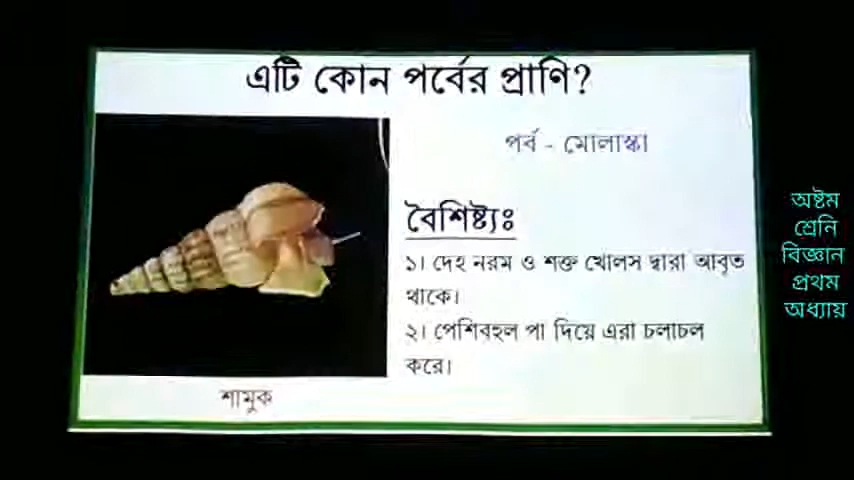 এটি কোন পর্বের প্রাণি?
পর্ব - মোলাস্কা
বৈশিষ্ট্যঃ
১। দেহ নরম ও শক্ত খোলস দ্বারা আবৃত
থাকে।
২। পেশিবহুল পা দিয়ে এরা চলাচল
করে।
শামুক
অষ্টম
শ্রেনি
বিজ্ঞান
প্রথম
অধ্যায়